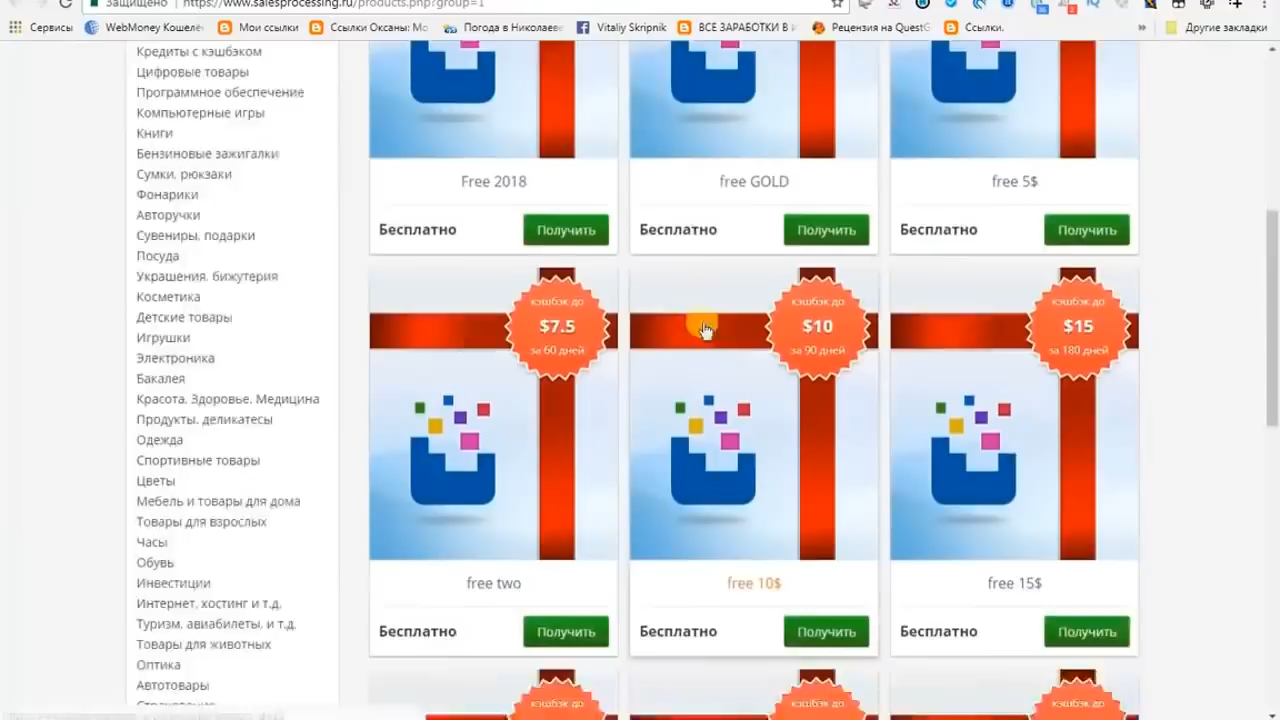 Защищено https://www.salesprocessing.ru/products.php?group=1
Сервисы WebMoney Кошеле Мои ссылки Ссылки Оксаны: Мо Погода в Николаеве Vitaliy Skripnik ВСЕ ЗАРАБОТКИ В И Рецензия на Quest Ссылки. » Другие закладки
Кредиты с кэшбэком
Цифровые товары
Программное обеспечение
Компьютерные игры
Книги
Бензиновые зажигалки
Сумки, рюкзаки
Фонарики
Авторучки
Сувениры, подарки
Посуда
Украшения, бижутерия
Косметика
Детские товары
Игрушки
Электроника
Бакалея
Красота, Здоровье, Медицина
Продукты, деликатесы
Одежда
Спортивные товары
Цветы
Мебель и товары для дома
Товары для взрослых
Часы
Обувь
Инвестиции
Интернет, хостинг и т.д.
Туризм, авиабилеты, и т.д.
Товары для животных
Оптика
Автотовары
Free 2018
Бесплатно Получить
free GOLD
Бесплатно Получить
free 5$
Бесплатно Получить
кэшбэк до
$7.5
за 60 дней
free two
Бесплатно Получить
кэшбэк до
$10
за 90 дней
free 10$
Бесплатно Получить
кэшбэк до
$15
за 180 дней
free 15$
Бесплатно Получить
кэшбэк до
кэшбэк до
кэшбэк до